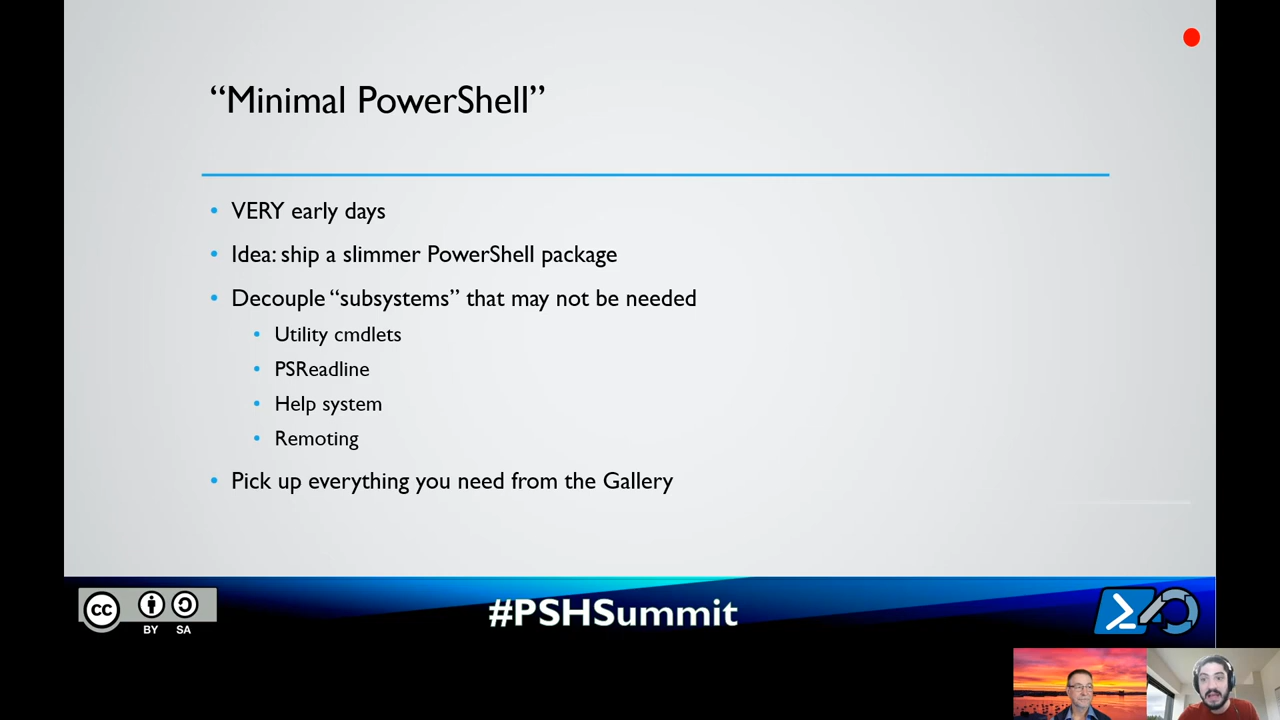 “Minimal PowerShell”
• VERY early days
• Idea: ship a slimmer PowerShell package
• Decouple “subsystems” that may not be needed
• Utility cmdlets
• PSReadline
• Help system
• Remoting
• Pick up everything you need from the Gallery
cc
BY SA
#PSHSummit